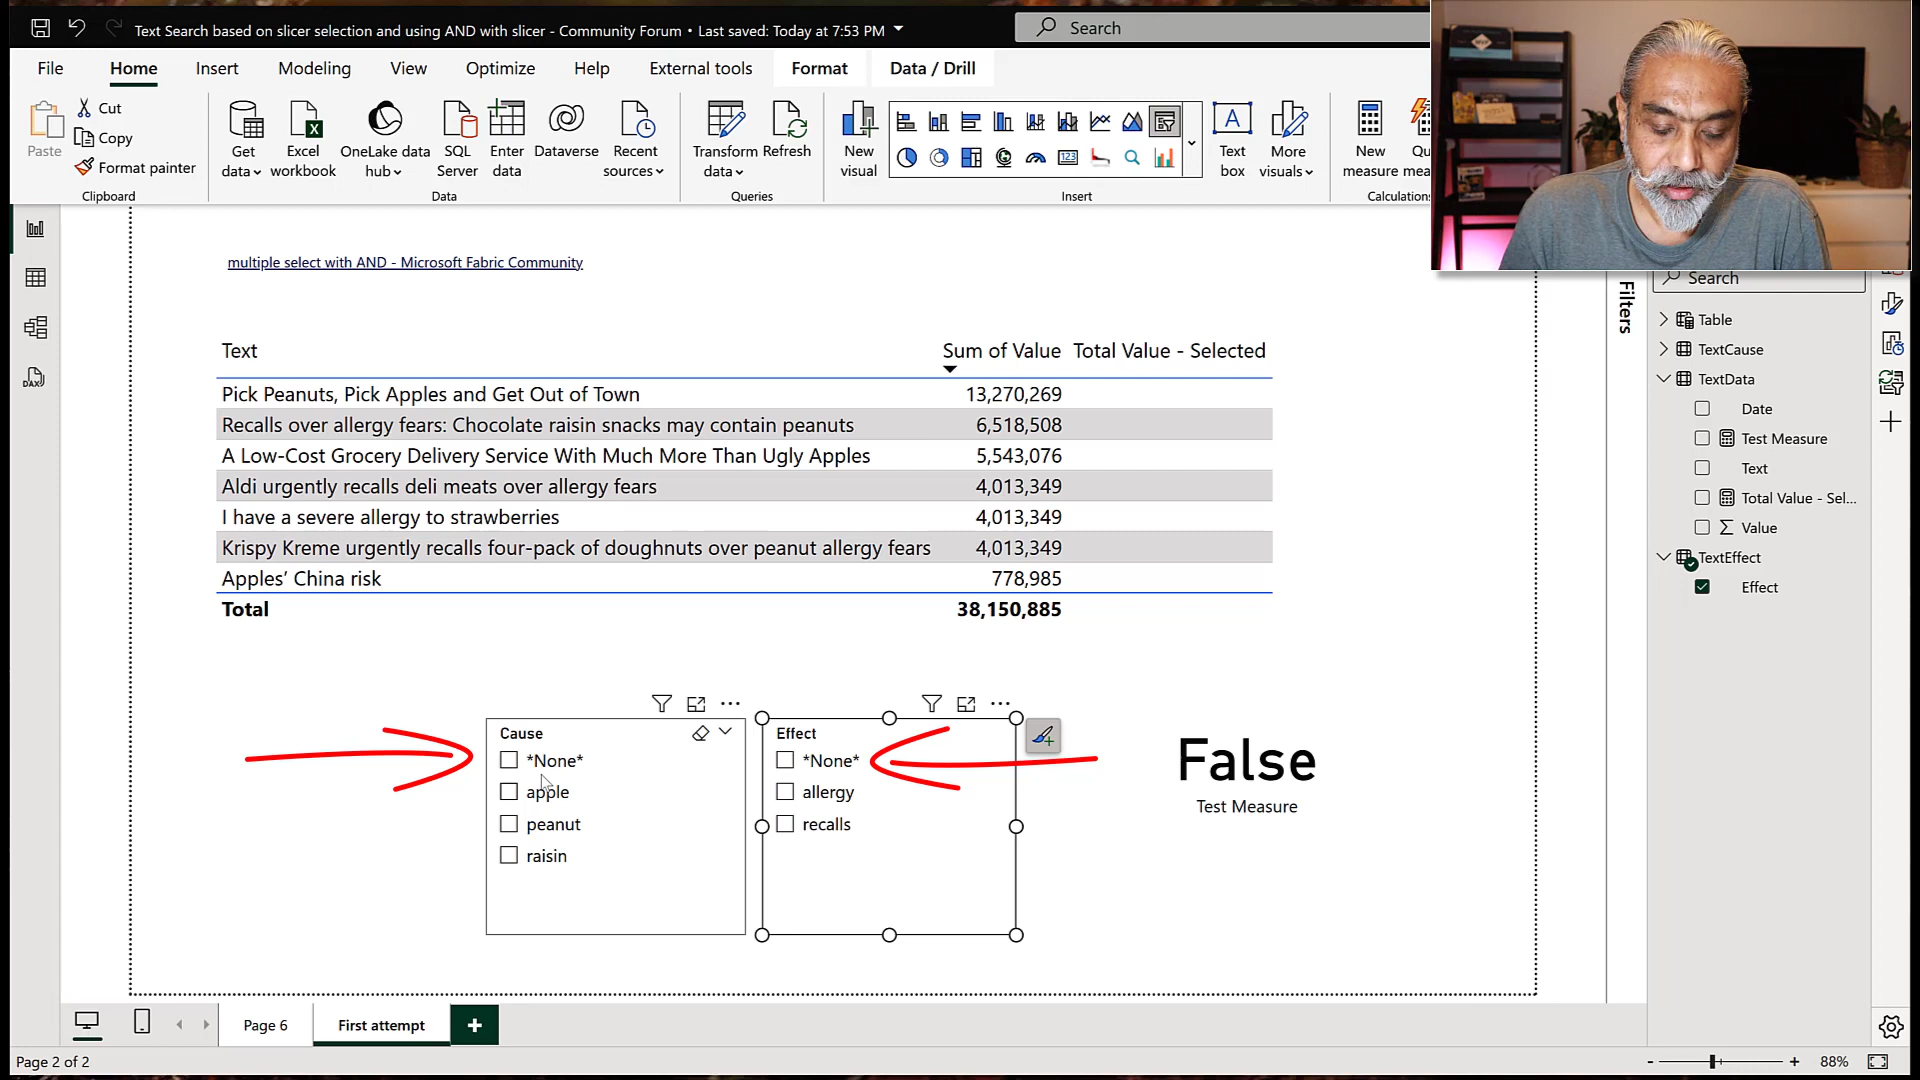 Text Search based on slicer selection and using AND with slicer - Community Forum • Last saved: Today at 7:53 PM
Search
File Home Insert Modeling View Optimize Help External tools Format Data / Drill
Paste
Cut
Copy
Format painter
Clipboard
Get data
Excel workbook
OneLake data hub
SQL Server
Enter data
Dataverse
Recent sources
Data
Transform data
Refresh
Queries
New visual
123
A
Text box
More visuals
Insert
New measure
Calculation
DAX
multiple select with AND - Microsoft Fabric Community
Text Sum of Value Total Value - Selected
Pick Peanuts, Pick Apples and Get Out of Town 13,270,269
Recalls over allergy fears: Chocolate raisin snacks may contain peanuts 6,518,508
A Low-Cost Grocery Delivery Service With Much More Than Ugly Apples 5,543,076
Aldi urgently recalls deli meats over allergy fears 4,013,349
I have a severe allergy to strawberries 4,013,349
Krispy Kreme urgently recalls four-pack of doughnuts over peanut allergy fears 4,013,349
Apples’ China risk 778,985
Total 38,150,885
Cause
*None*
apple
peanut
raisin
Effect
*None*
allergy
recalls
False
Test Measure
Filters
Search
Table
TextCause
TextData
Date
Test Measure
Text
Total Value - Sel...
Σ Value
TextEffect
Effect
Page 6 First attempt +
Page 2 of 2
- + 88%